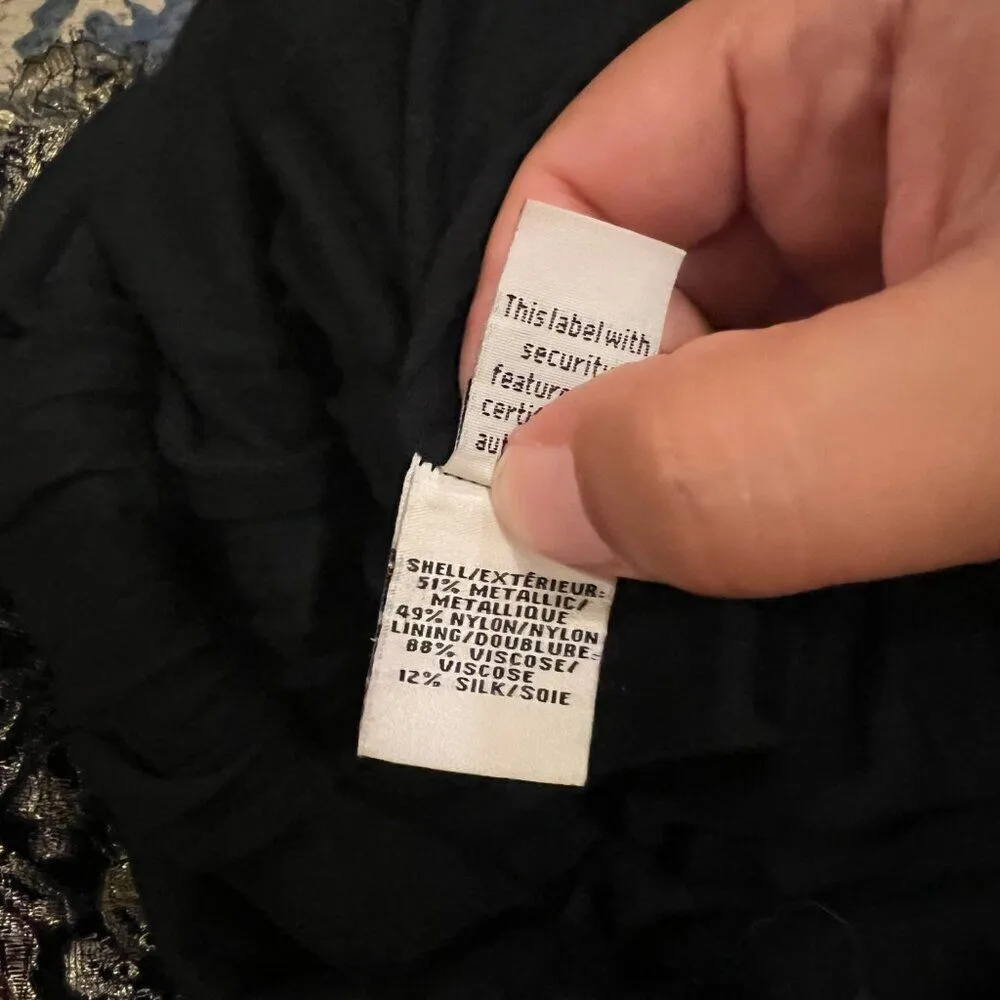 This label with
SHELL/EXTÉRIEUR:
51% METALLIC/
METALLIQUE
49% NYLON/NYLON
LINING/DOUBLURE:
88% VISCOSE/
VISCOSE
12% SILK/SOIE